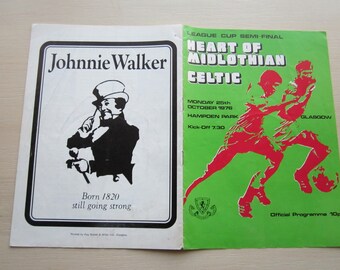 Johnnie Walker
Born 1820
still going strong.
LEAGUE CUP SEMI-FINAL
HEART OF
MIDLOTHIAN
CELTIC
MONDAY 25th
OCTOBER 1976
HAMPDEN PARK GLASGOW
Kick-Off 7.30
Official Programme 10p